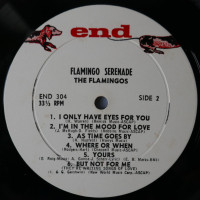 end
FLAMINGO SERENADE
THE FLAMINGOS
END 304
33⅓ RPM
SIDE 2
1. I ONLY HAVE EYES FOR YOU
2. I'M IN THE MOOD FOR LOVE
3. AS TIME GOES BY
4. WHERE OR WHEN
5. YOURS
6. BUT NOT FOR ME